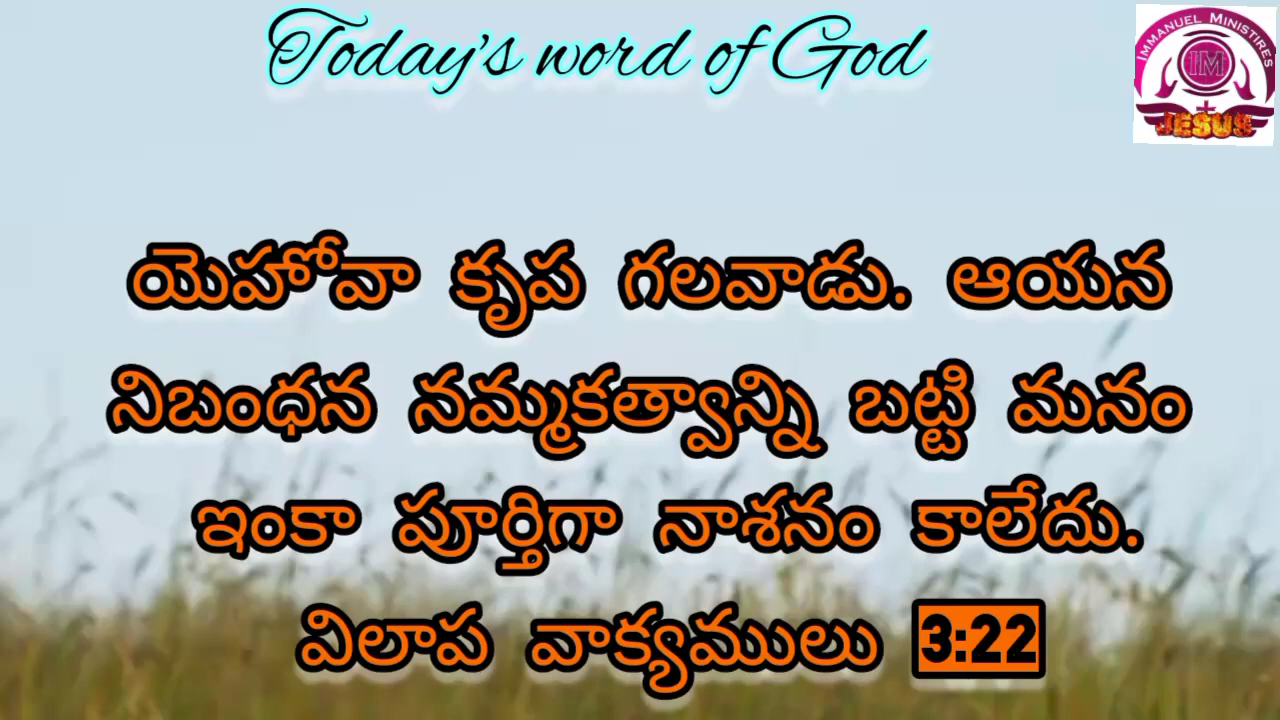 Today's word of God
IMMANUEL MINISTIRES
IM
JESUS
యెహోవా కృప గలవాడు. ఆయన
నిబంధన నమ్మకత్వాన్ని బట్టి మనం
ఇంకా పూర్తిగా నాశనం కాలేదు.
విలాప వాక్యములు 3:22